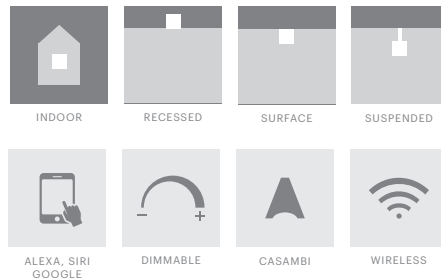 INDOOR
RECESSED
SURFACE
SUSPENDED
ALEXA, SIRI
GOOGLE
DIMMABLE
CASAMBI
WIRELESS